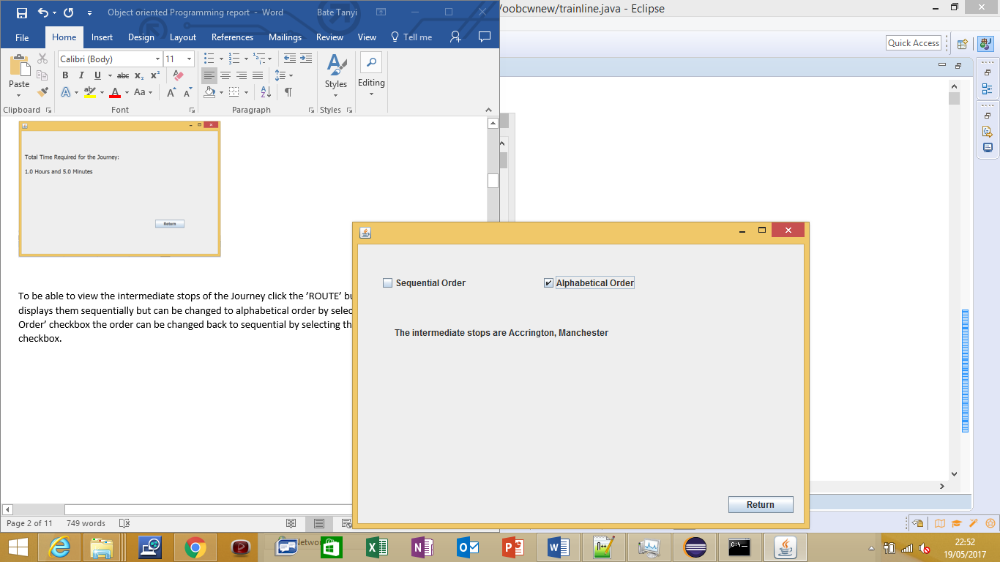 Object oriented Programming report - Word
Bate Tanyi
/oobcwnew/trainline.java - Eclipse
File
Home
Insert
Design
Layout
References
Mailings
Review
View
Tell me
Quick Access
Paste
Calibri (Body)
11
B I U abc x₂ x²
A ab A Aa A A
Styles
Editing
Clipboard
Font
Paragraph
Styles
Total Time Required for the Journey:
1.0 Hours and 5.0 Minutes
Return
To be able to view the intermediate stops of the Journey click the ’ROUTE’
displays them sequentially but can be changed to alphabetical order by
Order’ checkbox the order can be changed back to sequential by selecting
checkbox.
Sequential Order
Alphabetical Order
The intermediate stops are Accrington, Manchester
Return
Page 2 of 11
749 words
22:52
19/05/2017